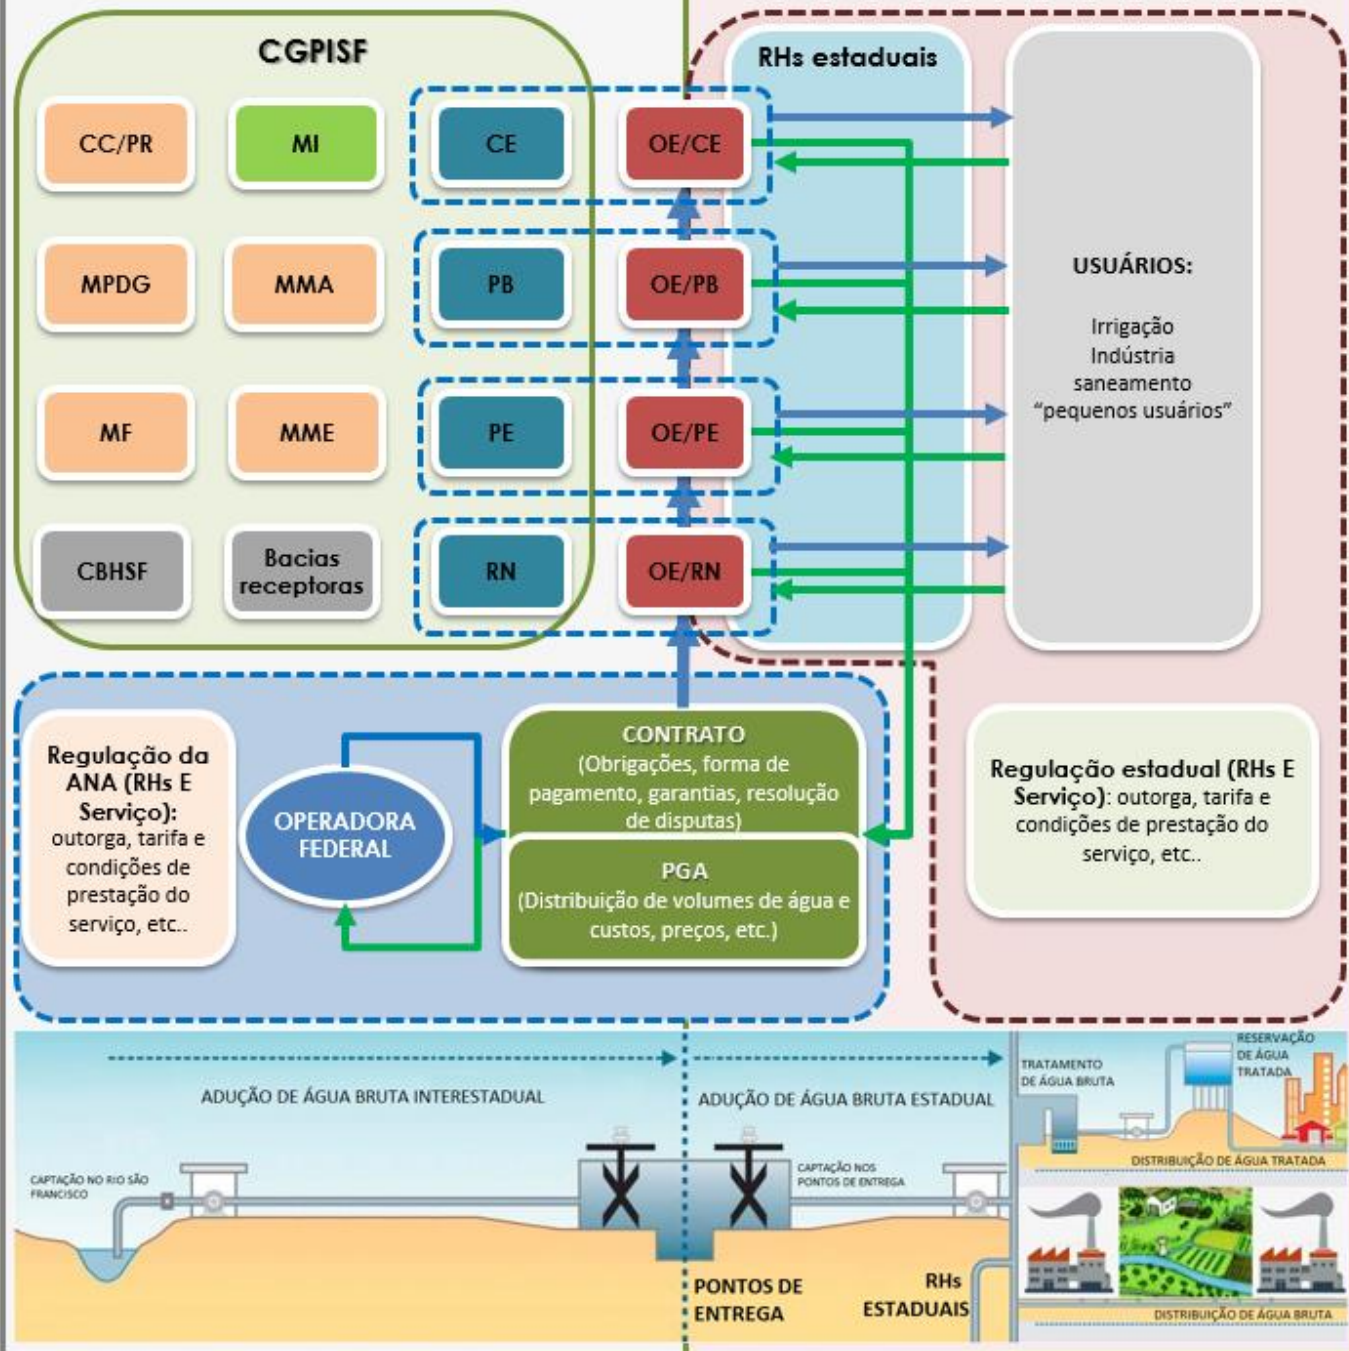 CGPISF
RHs estaduais
CC/PR
MI
CE
OE/CE
MPDG
MMA
PB
OE/PB
MF
MME
PE
OE/PE
CBHSF
Bacias
receptoras
RN
OE/RN
USUÁRIOS:
Irrigação
Indústria
saneamento
“pequenos usuários”
Regulação da
ANA (RHs E
Serviço):
outorga, tarifa e
condições de
prestação do
serviço, etc..
OPERADORA
FEDERAL
CONTRATO
(Obrigações, forma de
pagamento, garantias, resolução
de disputas)
PGA
(Distribuição de volumes de água e
custos, preços, etc.)
Regulação estadual (RHs E
Serviço): outorga, tarifa e
condições de prestação do
serviço, etc..
ADUÇÃO DE ÁGUA BRUTA INTERESTADUAL
ADUÇÃO DE ÁGUA BRUTA ESTADUAL
TRATAMENTO
DE ÁGUA BRUTA
RESERVAÇÃO
DE ÁGUA
TRATADA
CAPTAÇÃO NO RIO SÃO
FRANCISCO
CAPTAÇÃO NOS
PONTOS DE ENTREGA
DISTRIBUIÇÃO DE ÁGUA TRATADA
PONTOS DE
ENTREGA
RHs
ESTADUAIS
DISTRIBUIÇÃO DE ÁGUA BRUTA